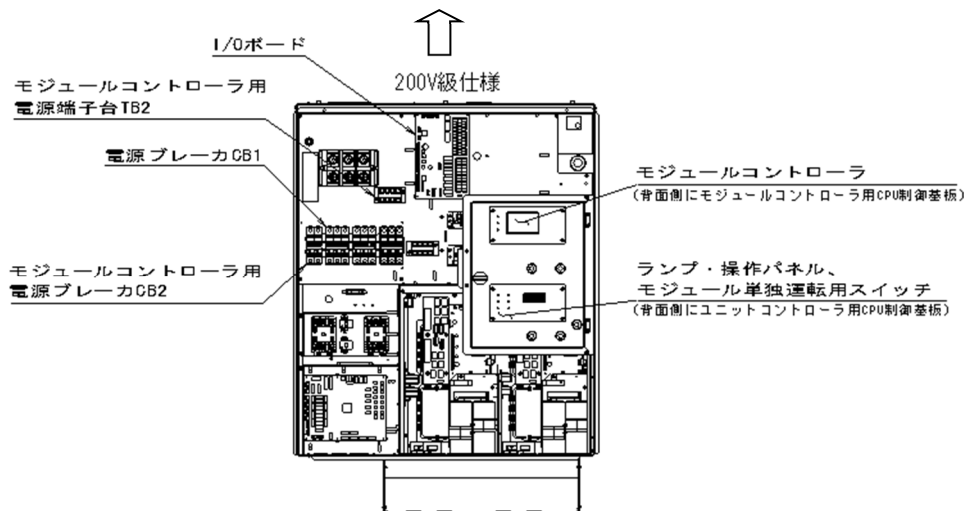 I/Oボード
200V級仕様
モジュールコントローラ用
電源端子台TB2
電源ブレーカCB1
モジュールコントローラ
(背面側にモジュールコントローラ用CPU制御基板)
モジュールコントローラ用
電源ブレーカCB2
ランプ・操作パネル、
モジュール単独運転用スイッチ
(背面側にユニットコントローラ用CPU制御基板)